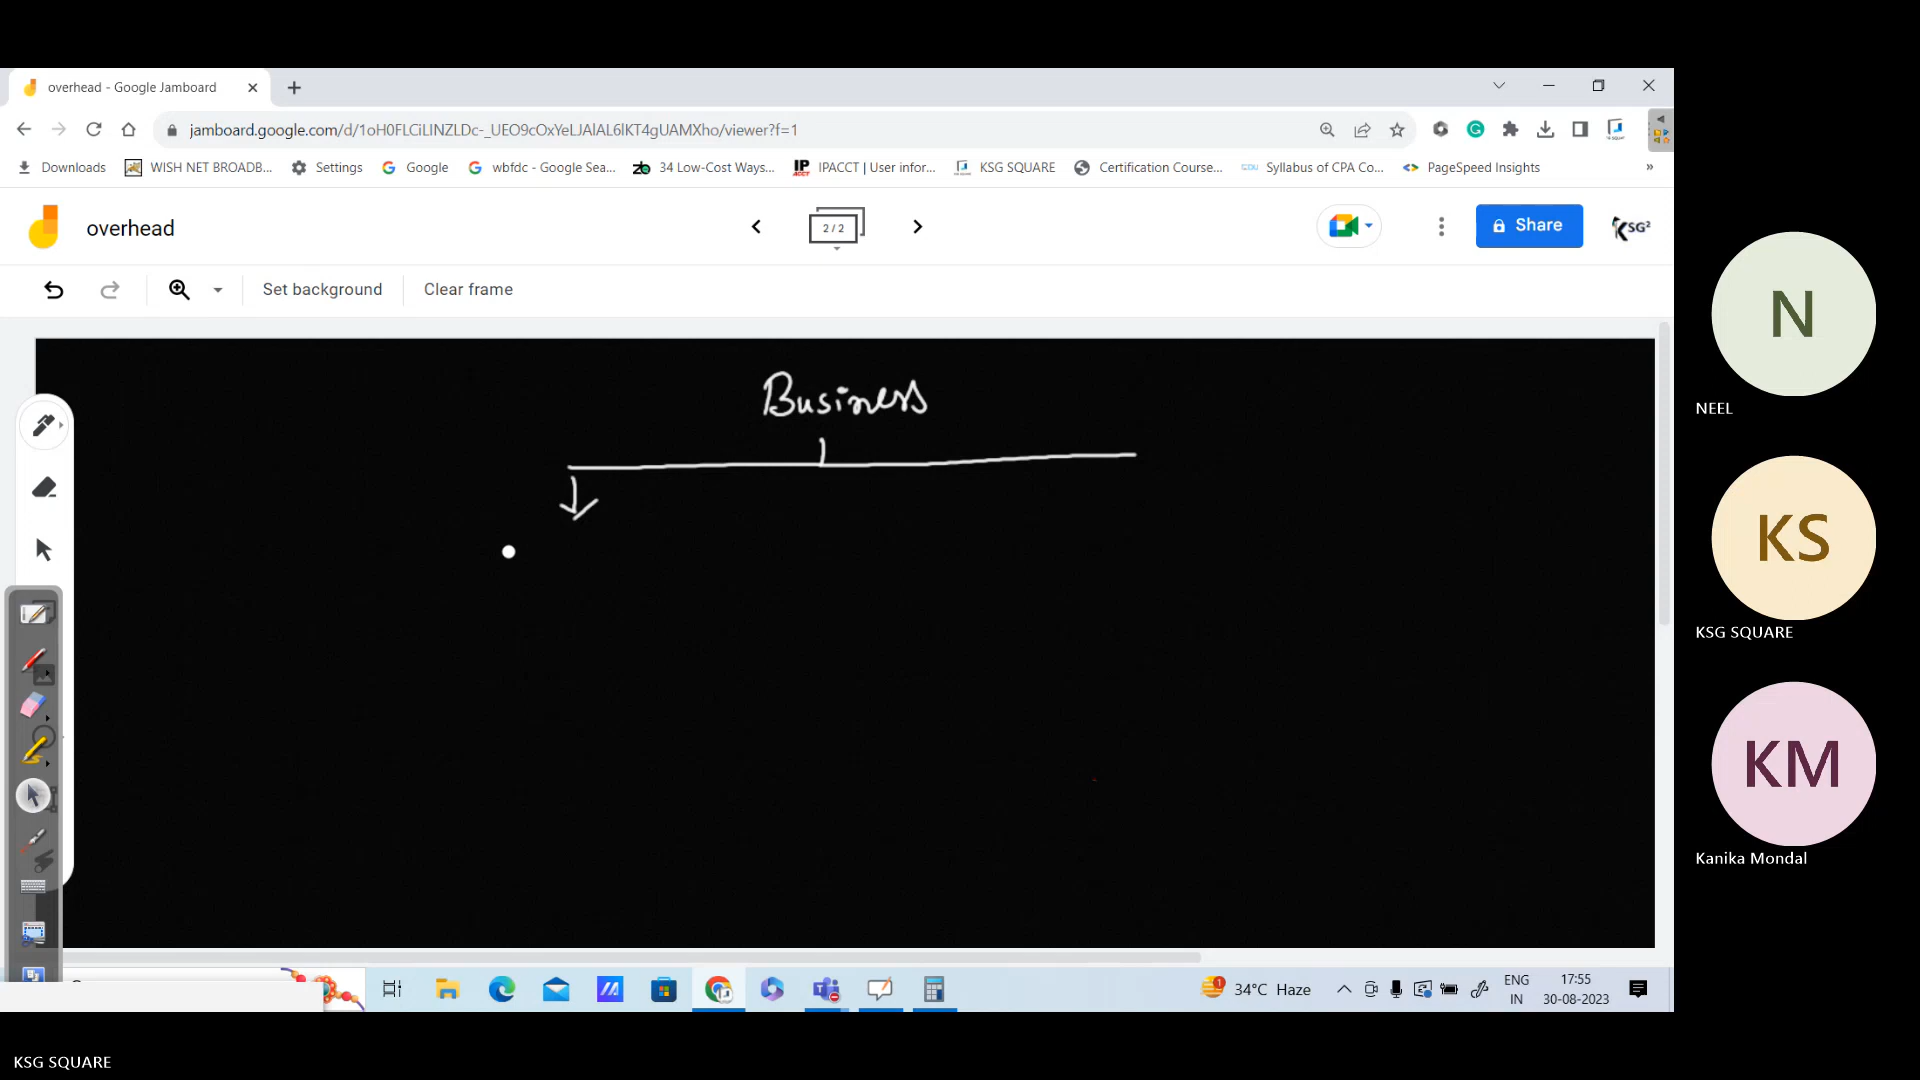 overhead - Google Jamboard
jamboard.google.com/d/1oH0FLCiLINZLDc-_UEO9cOxYeLJAlAL6lKT4gUAMXho/viewer?f=1
Downloads WISH NET BROADB... Settings Google wbfdc - Google Sea... 34 Low-Cost Ways... IPACCT | User infor... KSG SQUARE Certification Course... Syllabus of CPA Co... PageSpeed Insights »
overhead 2 / 2 Share KSG²
Set background Clear frame
Business
N
NEEL
KS
KSG SQUARE
KM
Kanika Mondal
34°C Haze ENG IN 17:55 30-08-2023
KSG SQUARE